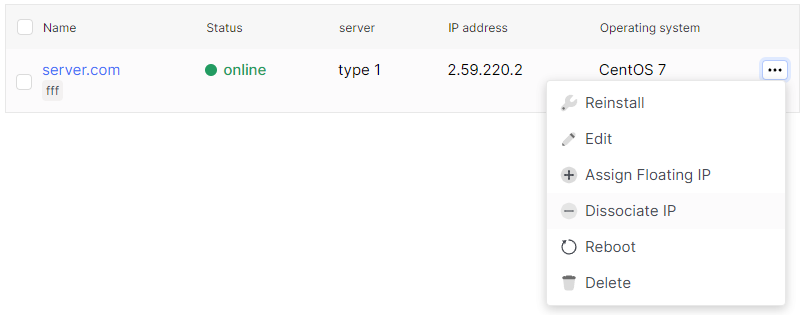 Name Status server IP address Operating system
server.com online type 1 2.59.220.2 CentOS 7
fff
Reinstall
Edit
Assign Floating IP
Dissociate IP
Reboot
Delete